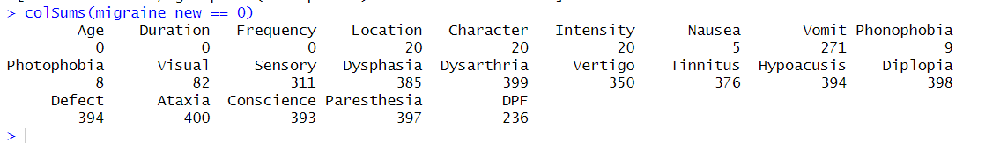 > colSums(migraine_new == 0)
Age Duration Frequency Location Character Intensity Nausea Vomit Phonophobia
0 0 0 20 20 20 5 271 9
Photophobia Visual Sensory Dysphasia Dysarthria Vertigo Tinnitus Hypoacusis Diplopia
8 82 311 385 399 350 376 394 398
Defect Ataxia Conscience Paresthesia DPF
394 400 393 397 236
>